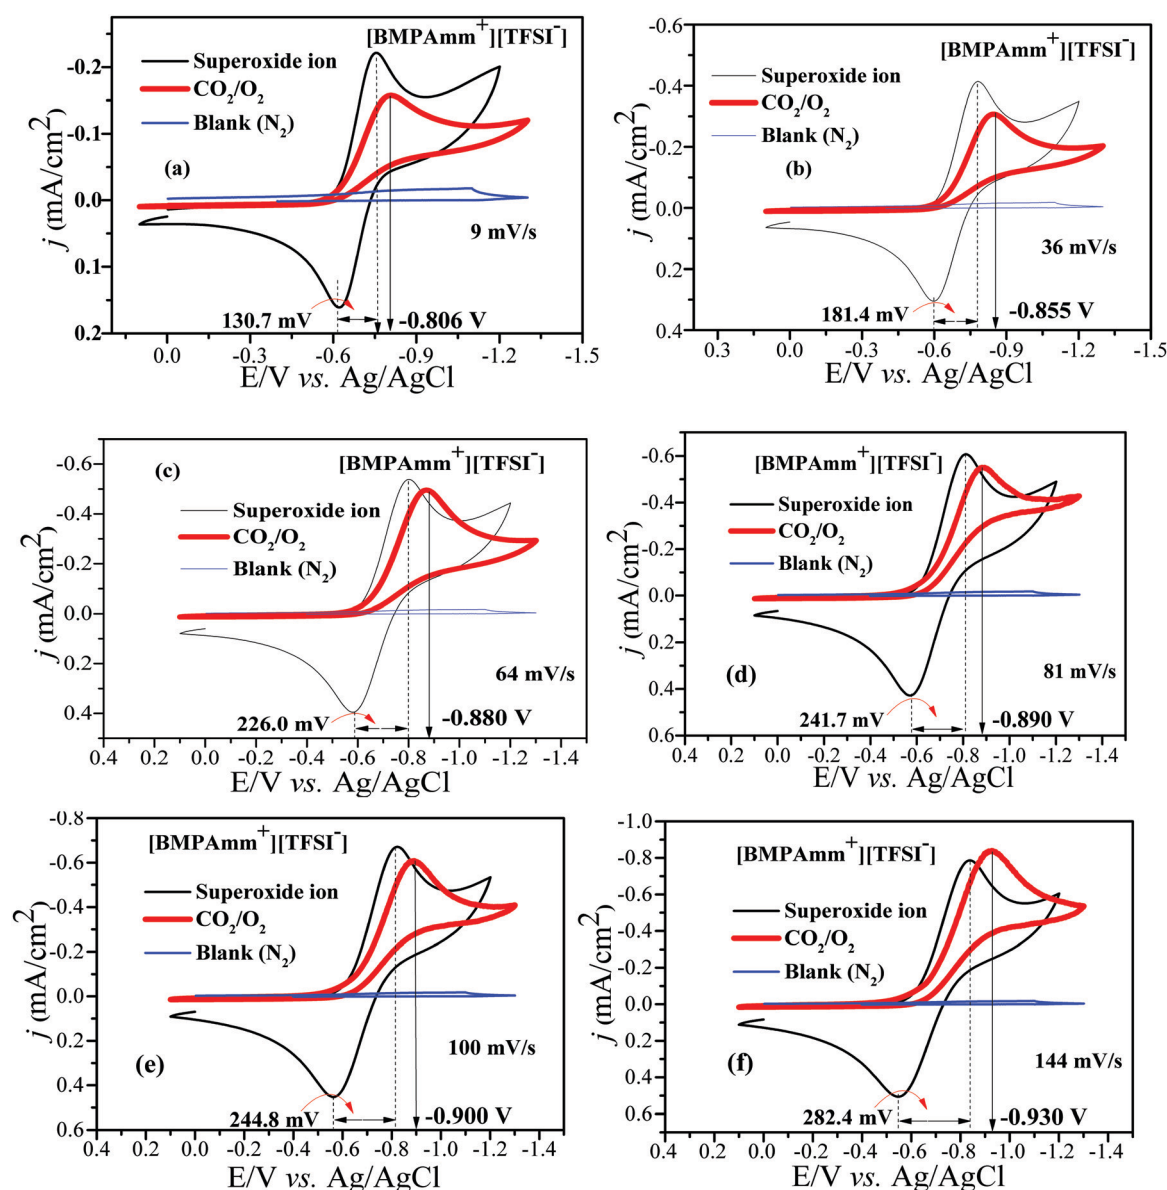 [BMPAmm+][TFSI-]
Superoxide ion
CO2/O2
Blank (N2)
(a)
9 mV/s
130.7 mV
-0.806 V
-0.2
-0.1
0.0
0.1
0.2
j (mA/cm2)
0.0 -0.3 -0.6 -0.9 -1.2 -1.5
E/V vs. Ag/AgCl
[BMPAmm+][TFSI-]
Superoxide ion
CO2/O2
Blank (N2)
(b)
36 mV/s
181.4 mV
-0.855 V
-0.6
-0.4
-0.2
0.0
0.2
0.4
j (mA/cm2)
0.3 0.0 -0.3 -0.6 -0.9 -1.2 -1.5
E/V vs. Ag/AgCl
(c)
[BMPAmm+][TFSI-]
Superoxide ion
CO2/O2
Blank (N2)
64 mV/s
226.0 mV
-0.880 V
-0.6
-0.4
-0.2
0.0
0.2
0.4
j (mA/cm2)
0.4 0.2 0.0 -0.2 -0.4 -0.6 -0.8 -1.0 -1.2 -1.4
E/V vs. Ag/AgCl
[BMPAmm+][TFSI-]
Superoxide ion
CO2/O2
Blank (N2)
(d)
81 mV/s
241.7 mV
-0.890 V
-0.6
-0.4
-0.2
0.0
0.2
0.4
0.6
j (mA/cm2)
0.4 0.2 0.0 -0.2 -0.4 -0.6 -0.8 -1.0 -1.2 -1.4
E/V vs. Ag/AgCl
[BMPAmm+][TFSI-]
Superoxide ion
CO2/O2
Blank (N2)
(e)
100 mV/s
244.8 mV
-0.900 V
-0.8
-0.6
-0.4
-0.2
0.0
0.2
0.4
0.6
j (mA/cm2)
0.4 0.2 0.0 -0.2 -0.4 -0.6 -0.8 -1.0 -1.2 -1.4
E/V vs. Ag/AgCl
[BMPAmm+][TFSI-]
Superoxide ion
CO2/O2
Blank (N2)
(f)
144 mV/s
282.4 mV
-0.930 V
-1.0
-0.8
-0.6
-0.4
-0.2
0.0
0.2
0.4
0.6
j (mA/cm2)
0.4 0.2 0.0 -0.2 -0.4 -0.6 -0.8 -1.0 -1.2 -1.4
E/V vs. Ag/AgCl